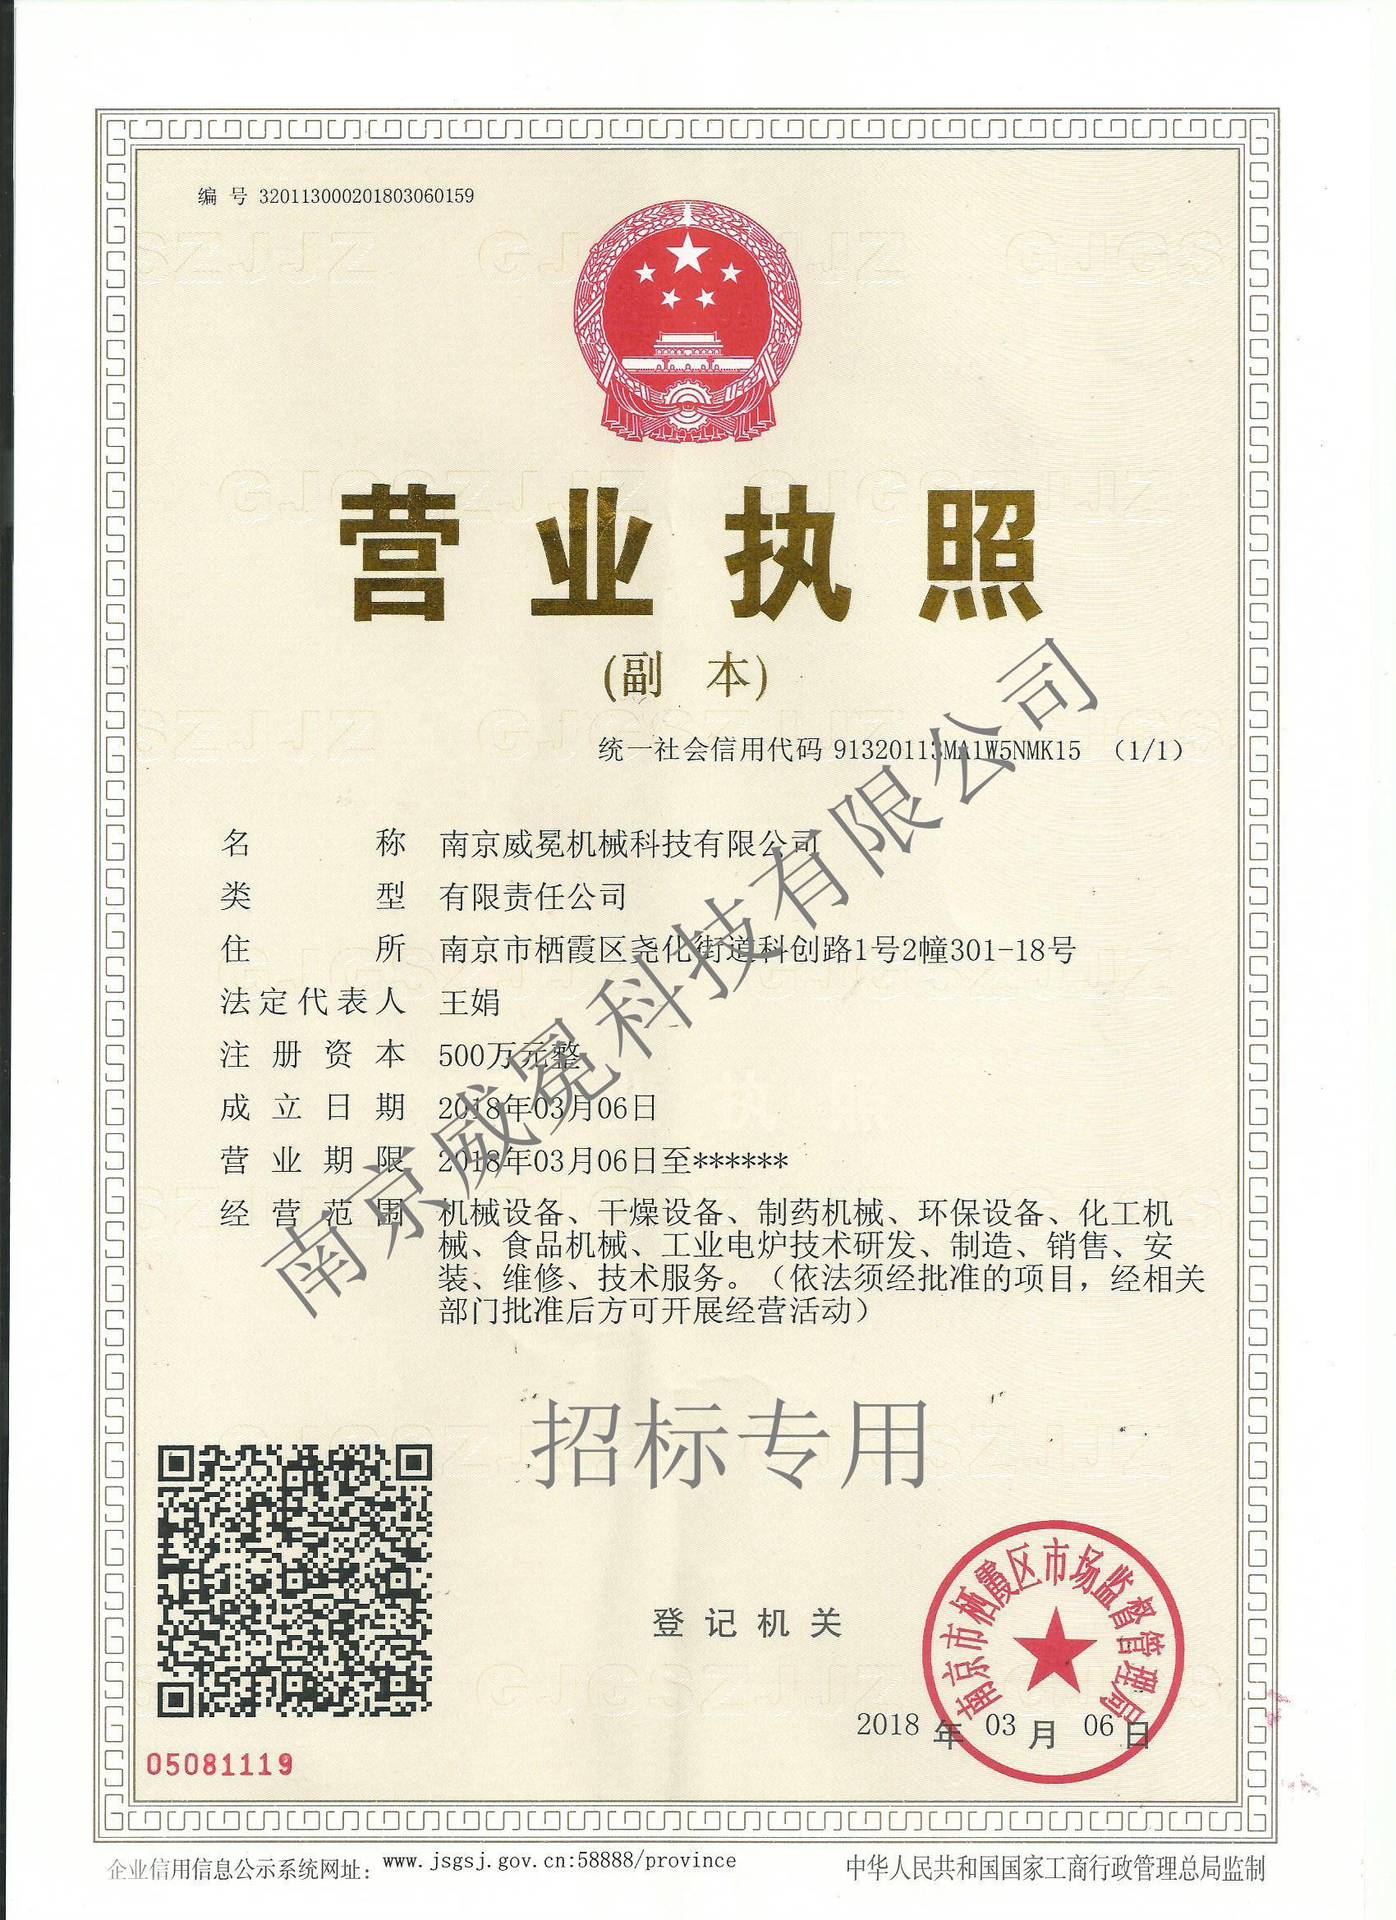 编 号 320113000201803060159
营业执照
(副 本)
统一社会信用代码 91320113MA1W5NMK15 （1/1）
名 称 南京威冕机械科技有限公司
类 型 有限责任公司
住 所 南京市栖霞区尧化街道科创路1号2幢301-18号
法定代表人 王娟
注册资本 500万元整
成立日期 2018年03月06日
营业期限 2018年03月06日至******
经营范围 机械设备、干燥设备、制药机械、环保设备、化工机
械、食品机械、工业电炉技术研发、制造、销售、安
装、维修、技术服务。（依法须经批准的项目，经相关
部门批准后方可开展经营活动）
南京威冕科技有限公司
招标专用
登记机关
南京市栖霞区市场监督管理局
2018 年 03 月 06 日
05081119
企业信用信息公示系统网址：www.jsgsj.gov.cn:58888/province
中华人民共和国国家工商行政管理总局监制